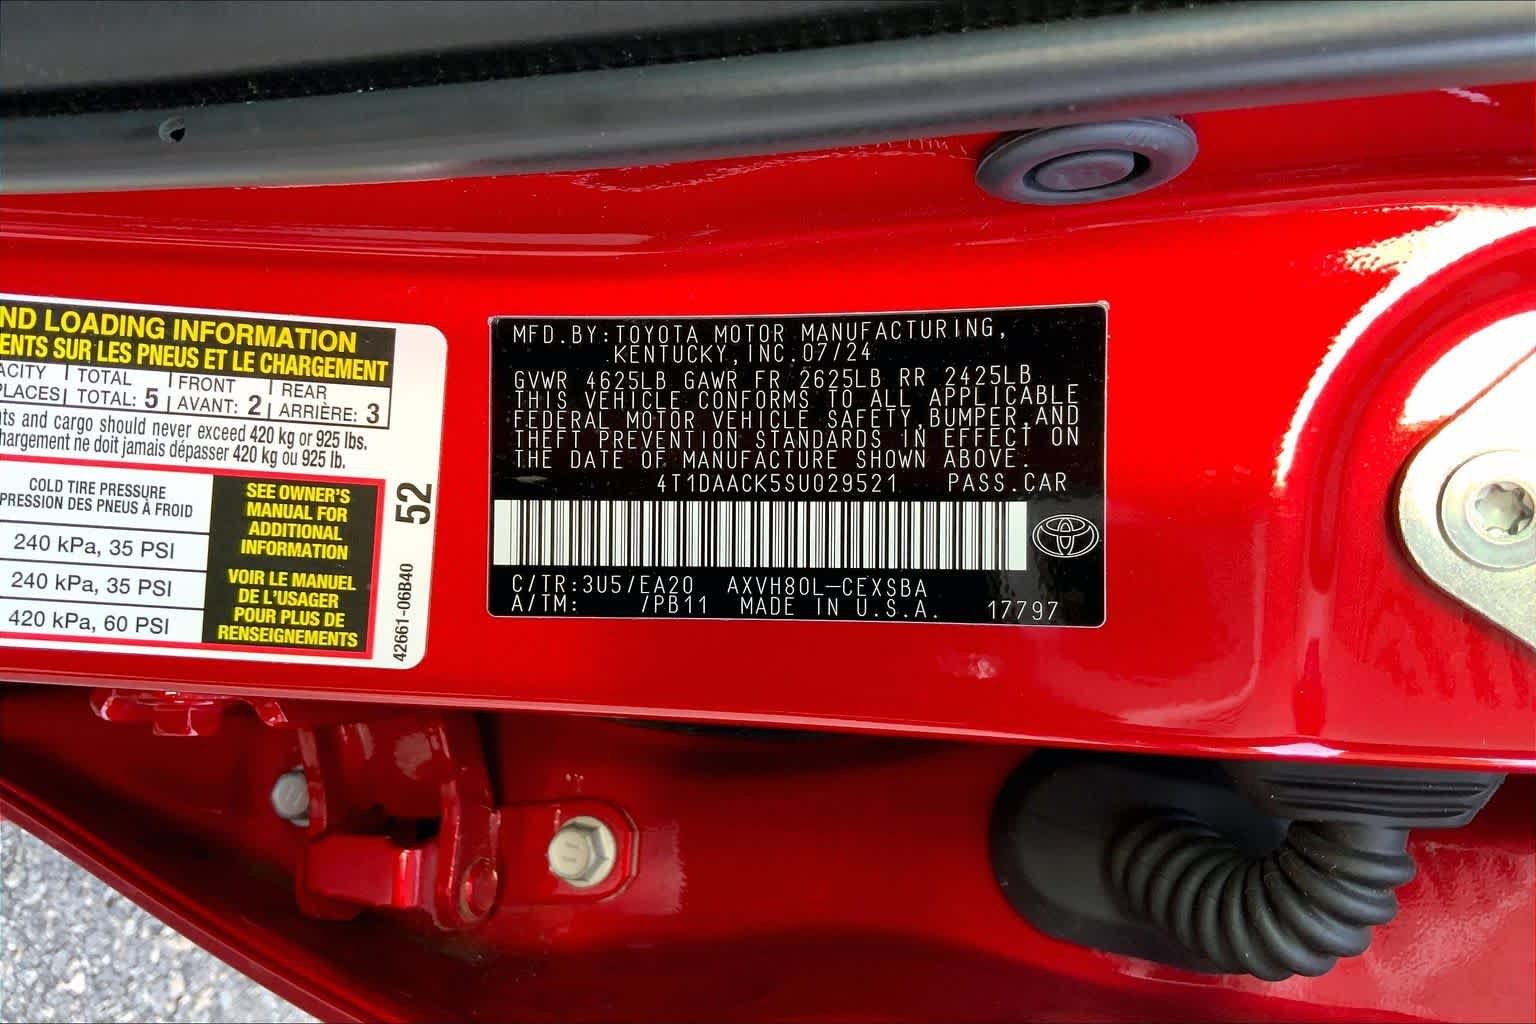 ND LOADING INFORMATION
ENTS SUR LES PNEUS ET LE CHARGEMENT
TOTAL FRONT REAR
TOTAL: 5 AVANT: 2 ARRIÈRE: 3
and cargo should never exceed 420 kg or 925 lbs.
ne doit jamais dépasser 420 kg ou 925 lb.
COLD TIRE PRESSURE
PRESSION DES PNEUS À FROID
240 kPa, 35 PSI
240 kPa, 35 PSI
420 kPa, 60 PSI
SEE OWNER'S
MANUAL FOR
ADDITIONAL
INFORMATION
VOIR LE MANUEL
DE L'USAGER
POUR PLUS DE
RENSEIGNEMENTS
52
42661-06B40
MFD.BY:TOYOTA MOTOR MANUFACTURING,
KENTUCKY,INC.07/24
GVWR 4625LB GAWR FR 2625LB RR 2425LB
THIS VEHICLE CONFORMS TO ALL APPLICABLE
FEDERAL MOTOR VEHICLE SAFETY,BUMPER,AND
THEFT PREVENTION STANDARDS IN EFFECT ON
THE DATE OF MANUFACTURE SHOWN ABOVE.
4T1DAACK5SU029521 PASS.CAR
C/TR:3U5/EA20 AXVH80L-CEXSBA
A/TM: /PB11 MADE IN U.S.A. 17797